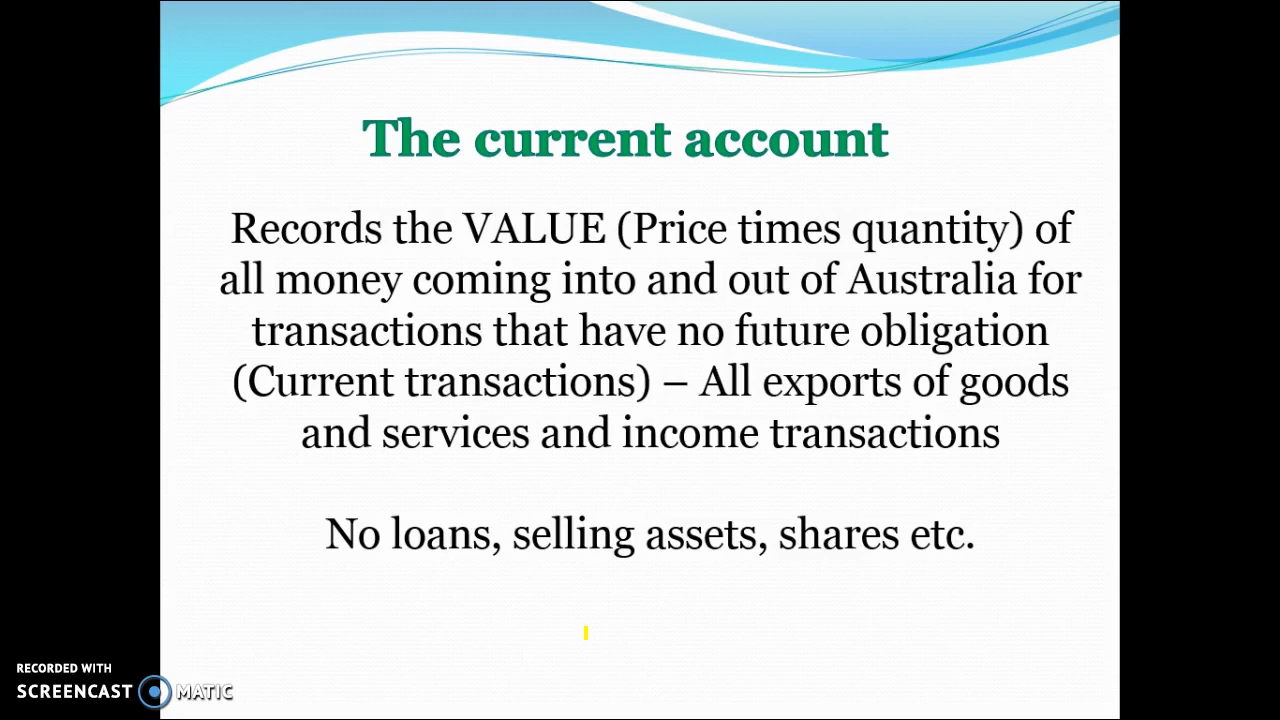 The current account
Records the VALUE (Price times quantity) of
all money coming into and out of Australia for
transactions that have no future obligation
(Current transactions) – All exports of goods
and services and income transactions
No loans, selling assets, shares etc.
RECORDED WITH
SCREENCAST MATIC